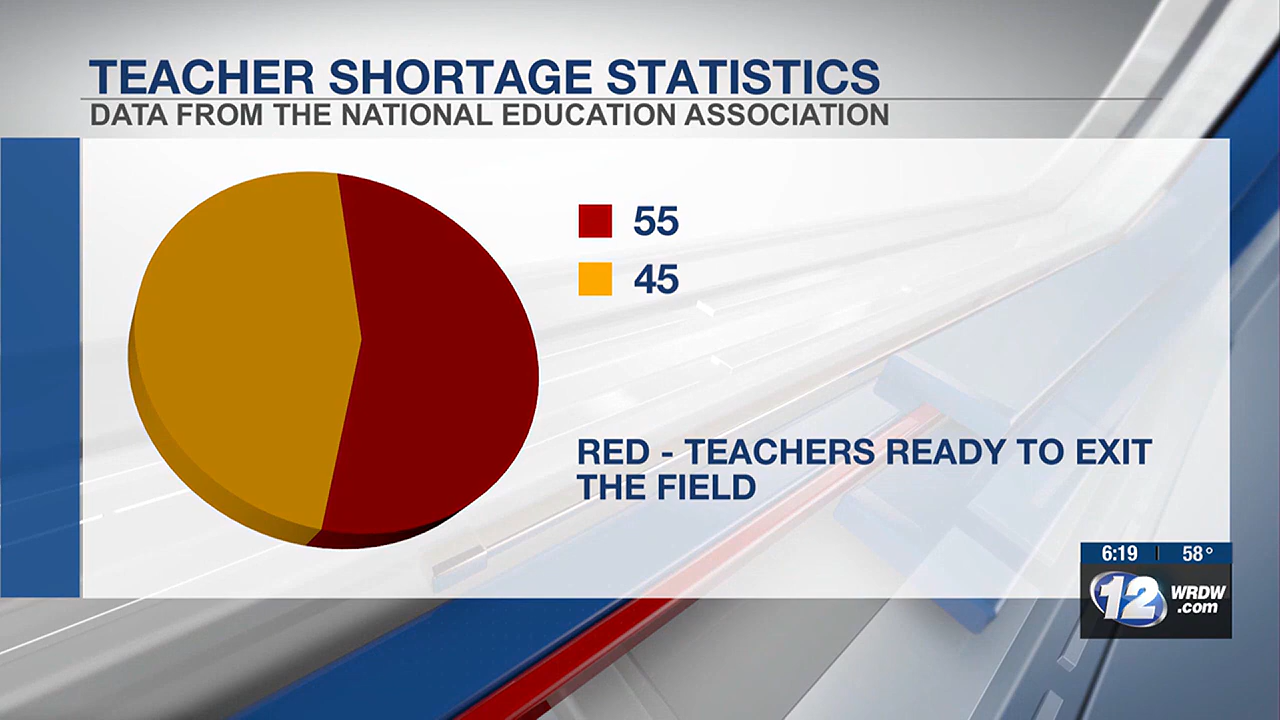 TEACHER SHORTAGE STATISTICS
DATA FROM THE NATIONAL EDUCATION ASSOCIATION
55
45
RED - TEACHERS READY TO EXIT
THE FIELD
6:19 | 58°
12 WRDW
.com